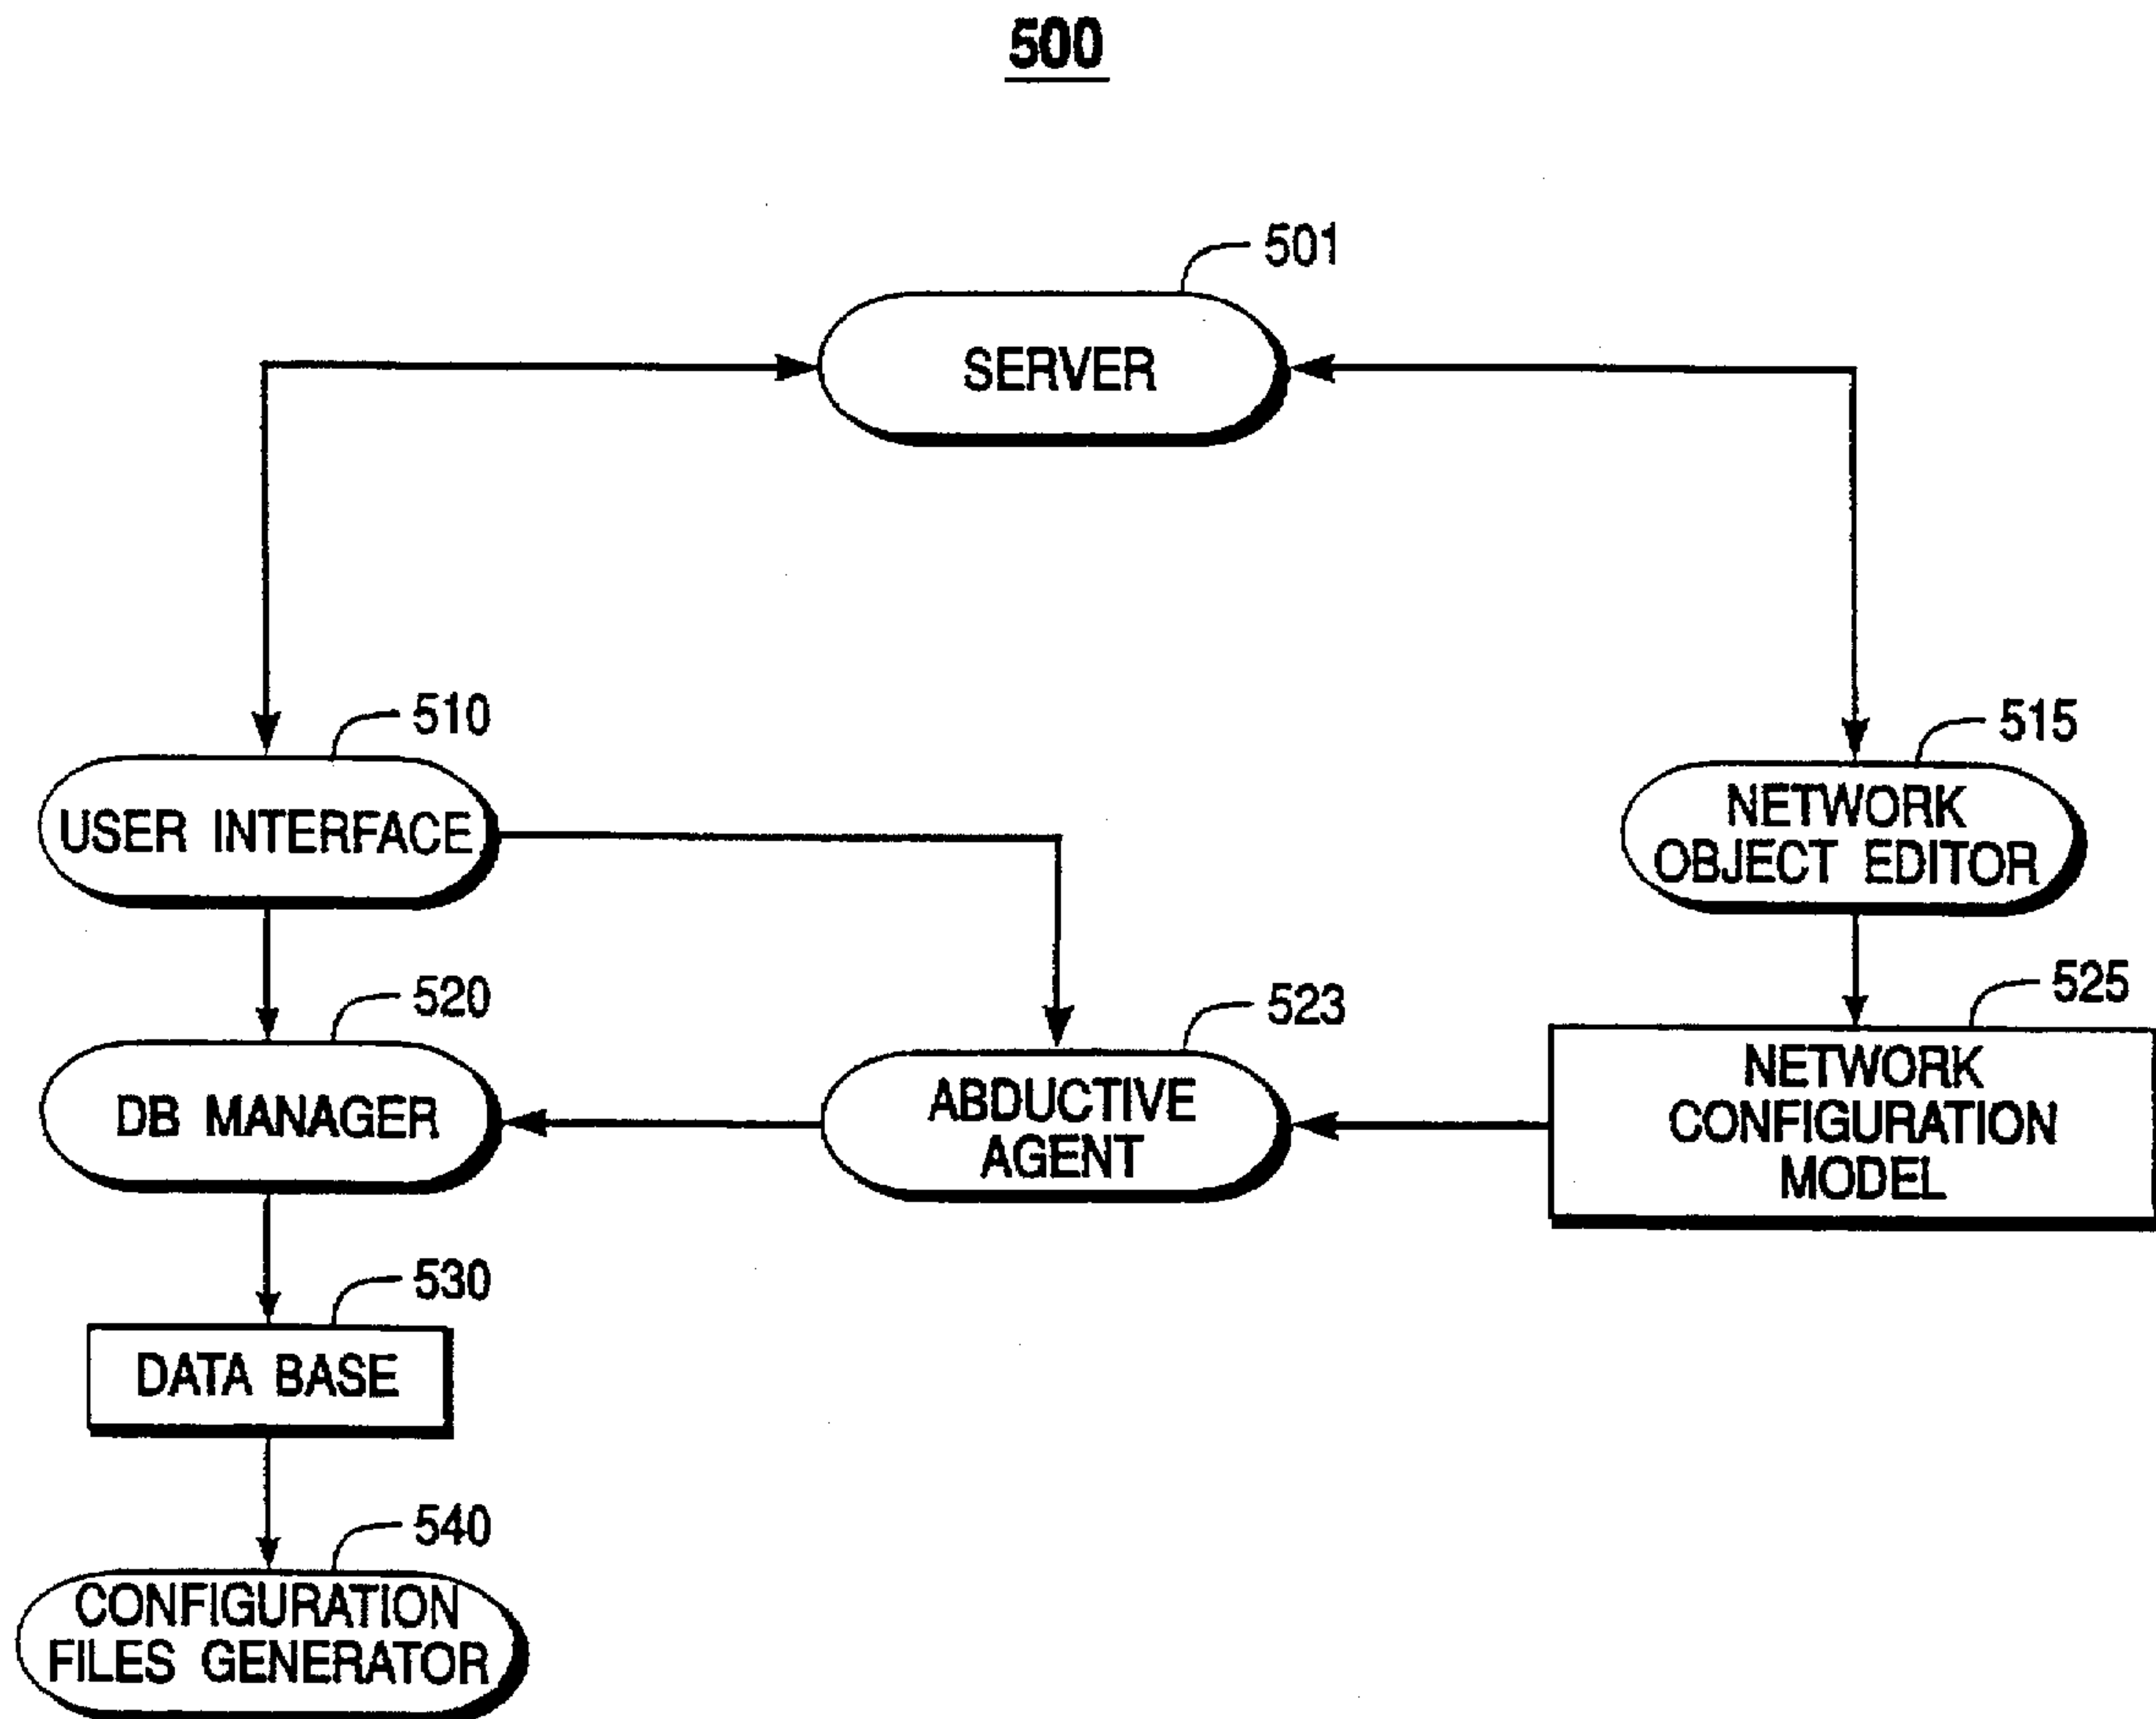 500
501
SERVER
510
515
USER INTERFACE
NETWORK
OBJECT EDITOR
520
523
525
DB MANAGER
ABDUCTIVE
AGENT
NETWORK
CONFIGURATION
MODEL
530
DATA BASE
540
CONFIGURATION
FILES GENERATOR